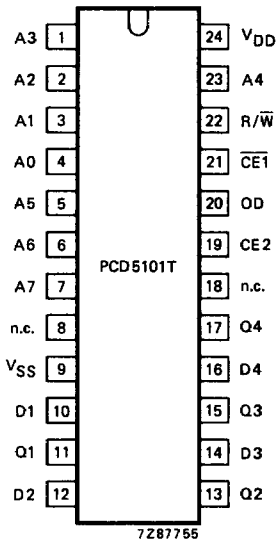 A3 1 24 VDD
A2 2 23 A4
A1 3 22 R/W̅
A0 4 21 C̅E̅1̅
A5 5 20 OD
A6 6 19 CE2
PCD5101T
A7 7 18 n.c.
n.c. 8 17 Q4
VSS 9 16 D4
D1 10 15 Q3
Q1 11 14 D3
D2 12 13 Q2
7Z87755